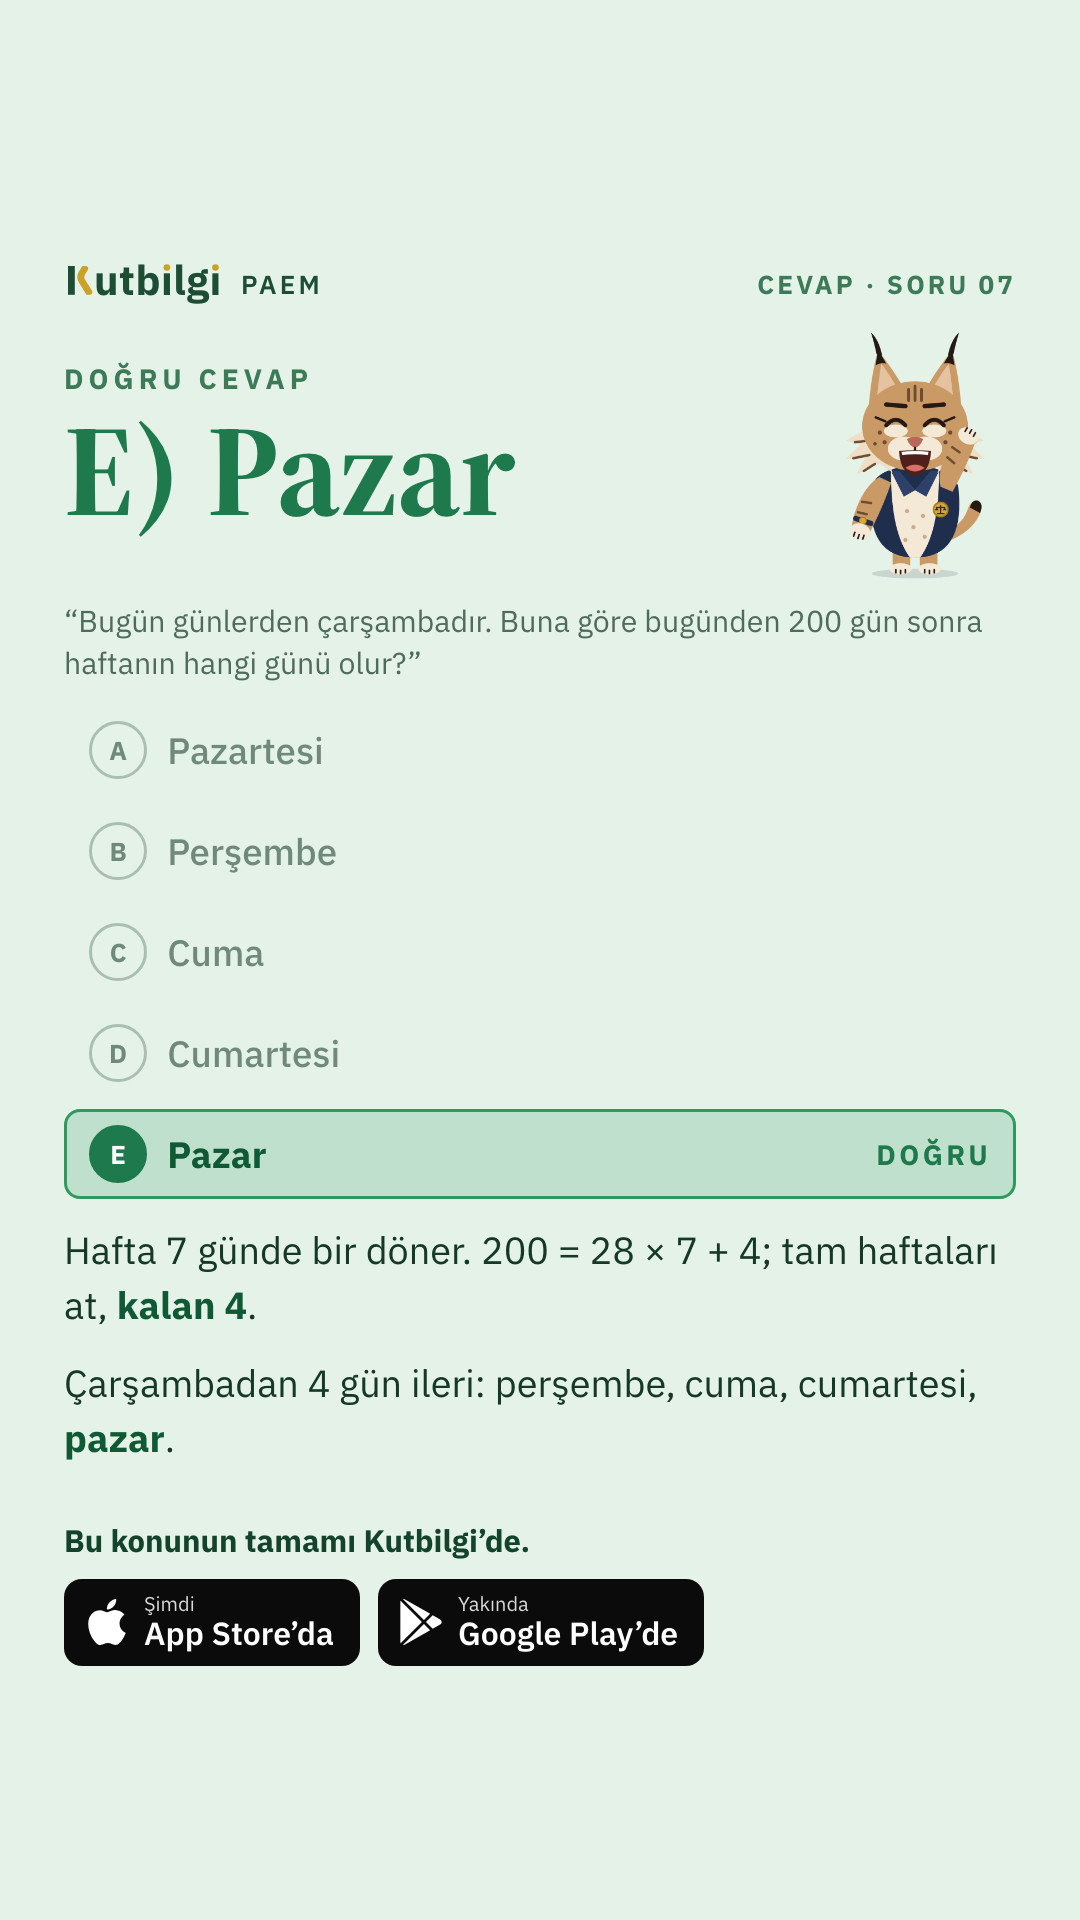 Kutbilgi PAEM
CEVAP · SORU 07
DOĞRU CEVAP
E) Pazar
“Bugün günlerden çarşambadır. Buna göre bugünden 200 gün sonra
haftanın hangi günü olur?”
A Pazartesi
B Perşembe
C Cuma
D Cumartesi
E Pazar DOĞRU
Hafta 7 günde bir döner. 200 = 28 × 7 + 4; tam haftaları
at, kalan 4.
Çarşambadan 4 gün ileri: perşembe, cuma, cumartesi,
pazar.
Bu konunun tamamı Kutbilgi’de.
Şimdi
App Store’da
Yakında
Google Play’de